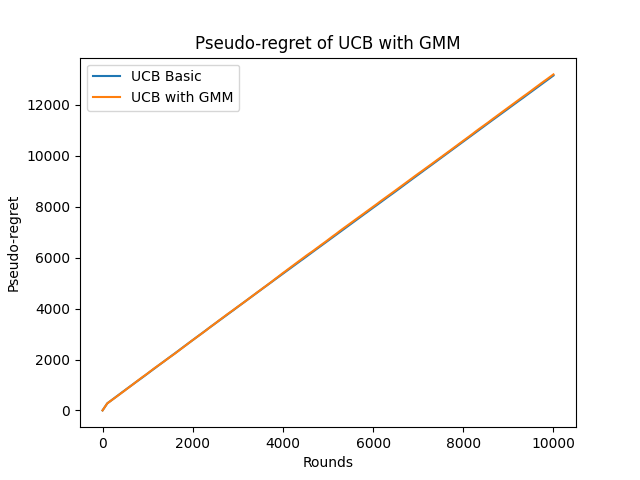 Pseudo-regret of UCB with GMM
UCB Basic
UCB with GMM
Pseudo-regret
12000
10000
8000
6000
4000
2000
0
0 2000 4000 6000 8000 10000
Rounds